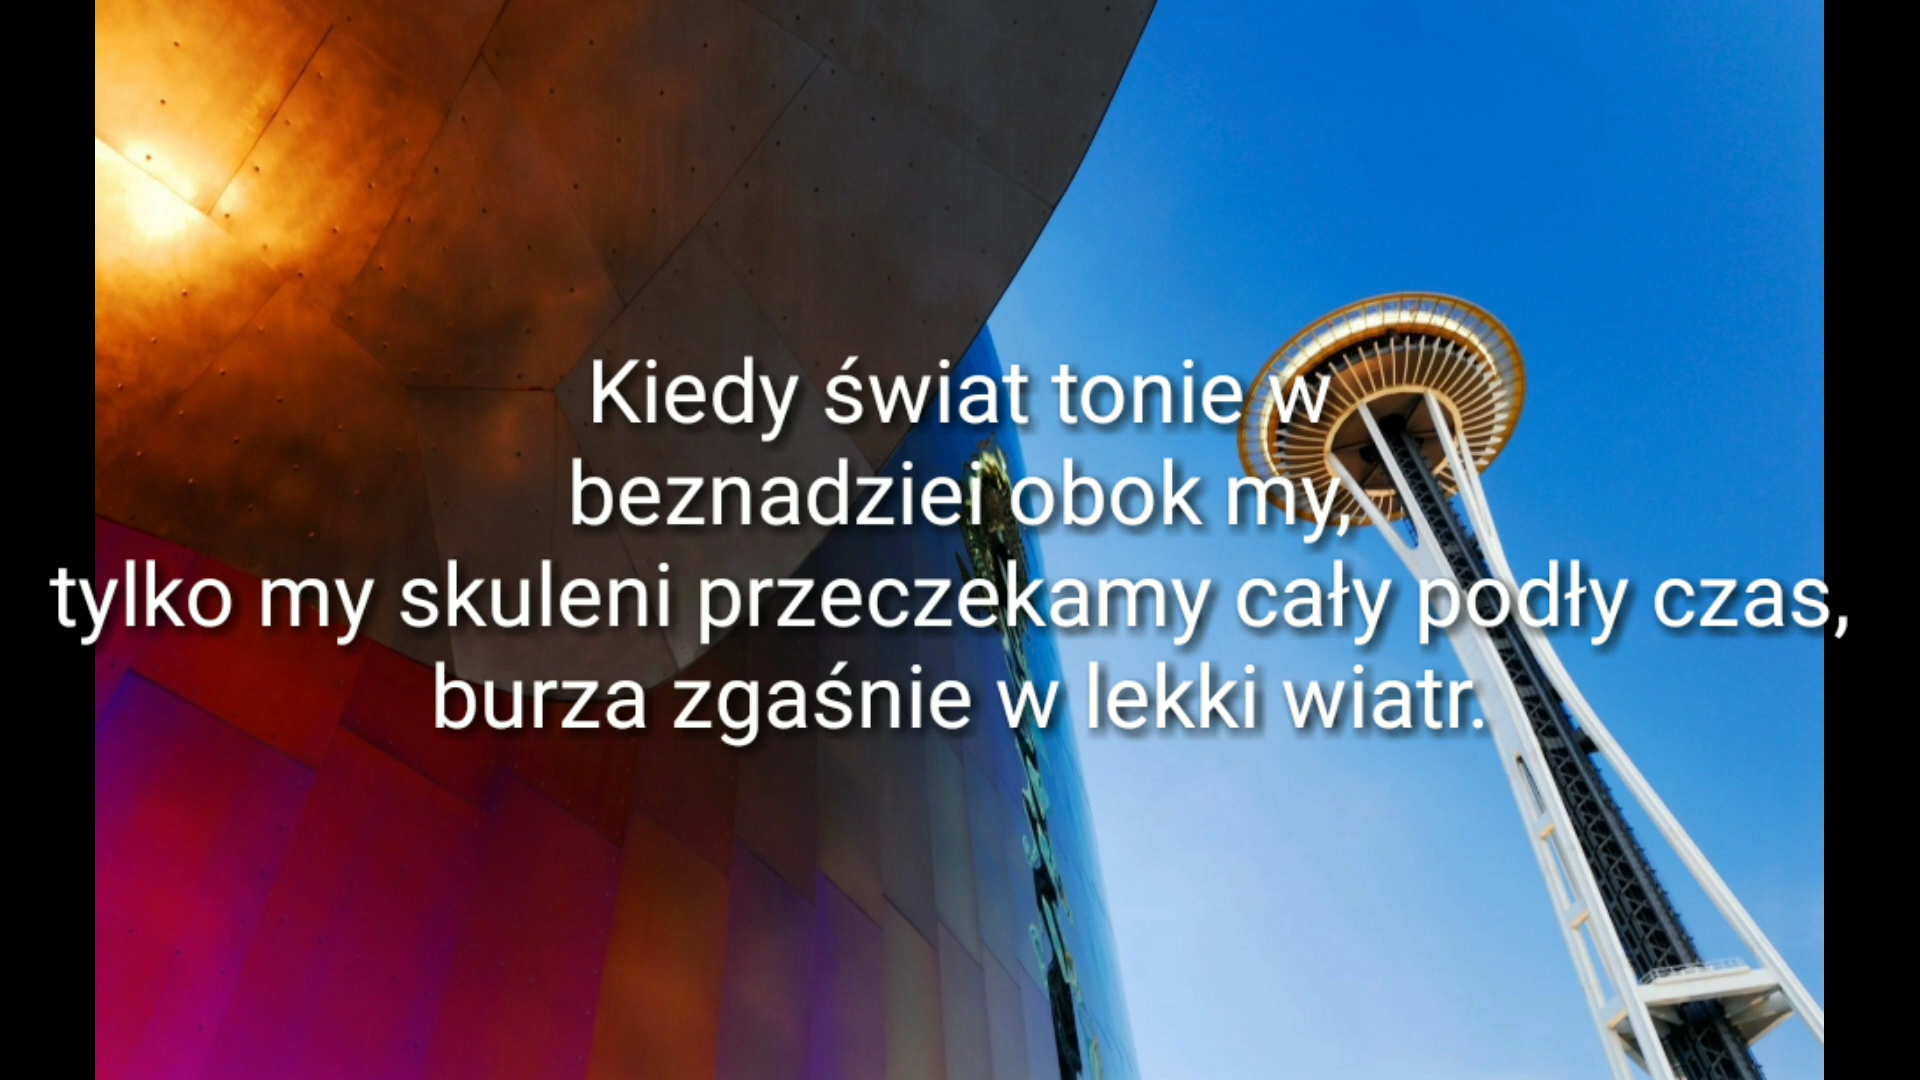 Kiedy świat tonie w
beznadziei obok my,
tylko my skuleni przeczekamy cały podły czas,
burza zgaśnie w lekki wiatr.